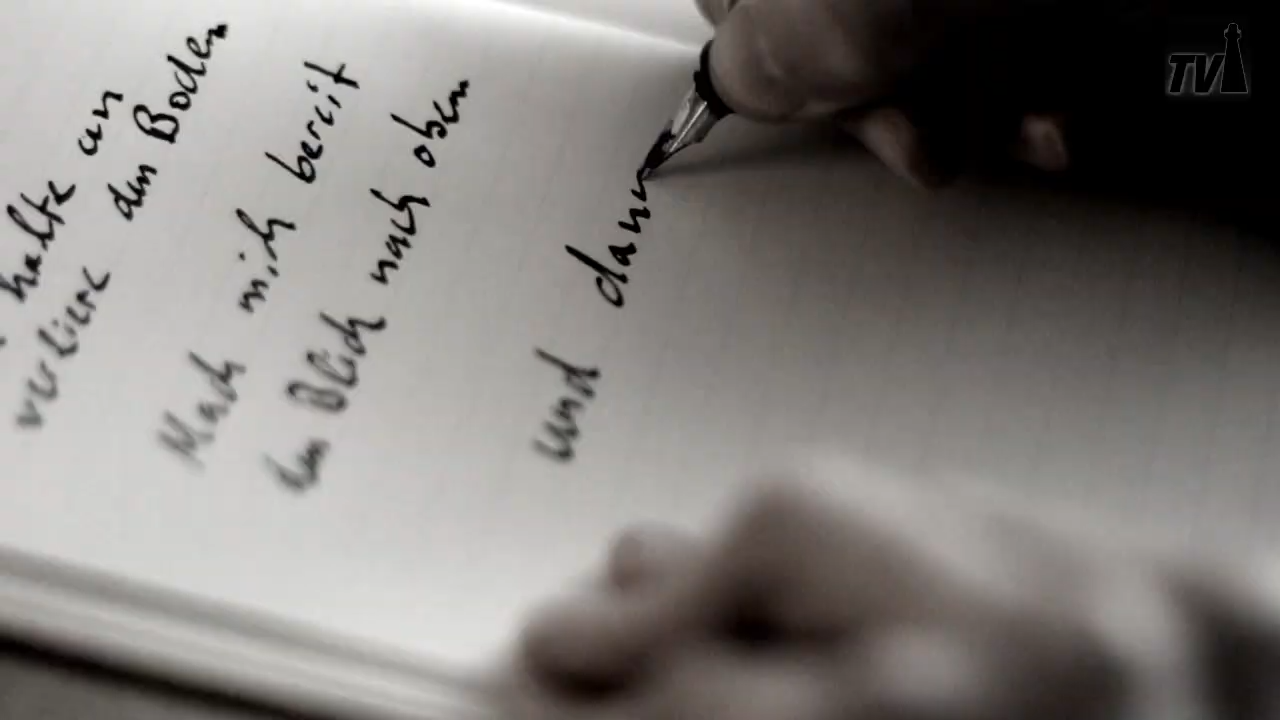 halte an
verliere den Boden
Mach mich bereit
den Blick nach oben
und dann
TV